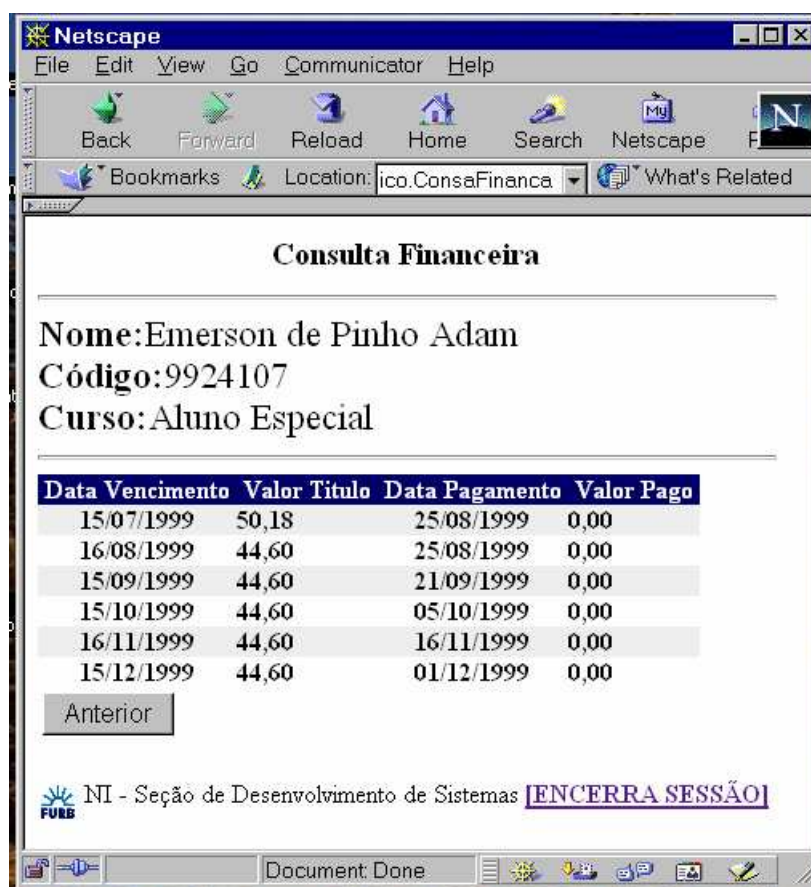 Netscape
File Edit View Go Communicator Help
Back Forward Reload Home Search My Netscape
N
Bookmarks Location: ico.ConsaFinanca What's Related
Consulta Financeira
Nome:Emerson de Pinho Adam
Código:9924107
Curso:Aluno Especial
Data Vencimento Valor Titulo Data Pagamento Valor Pago
15/07/1999 50,18 25/08/1999 0,00
16/08/1999 44,60 25/08/1999 0,00
15/09/1999 44,60 21/09/1999 0,00
15/10/1999 44,60 05/10/1999 0,00
16/11/1999 44,60 16/11/1999 0,00
15/12/1999 44,60 01/12/1999 0,00
Anterior
FURB NI - Seção de Desenvolvimento de Sistemas [ENCERRA SESSÃO]
Document: Done